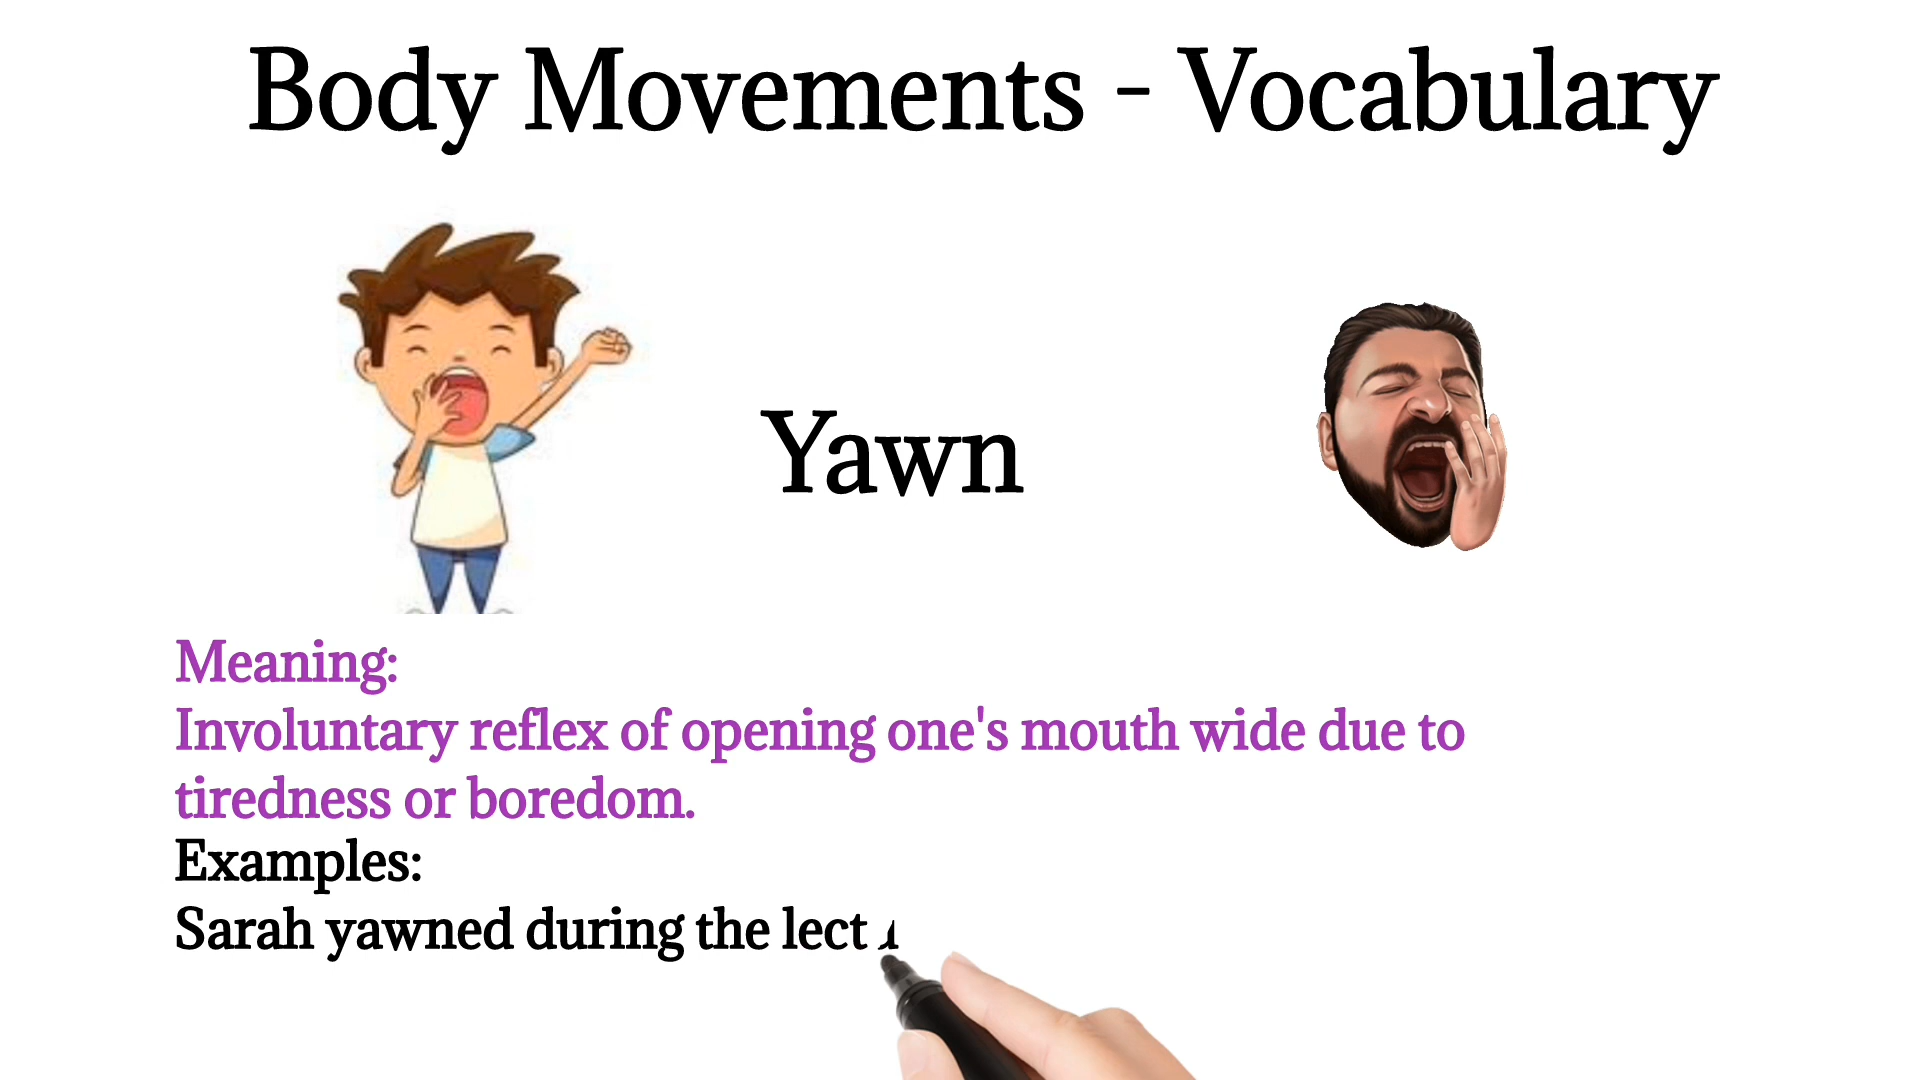 Body Movements - Vocabulary
Yawn
Meaning:
Involuntary reflex of opening one's mouth wide due to
tiredness or boredom.
Examples:
Sarah yawned during the lect